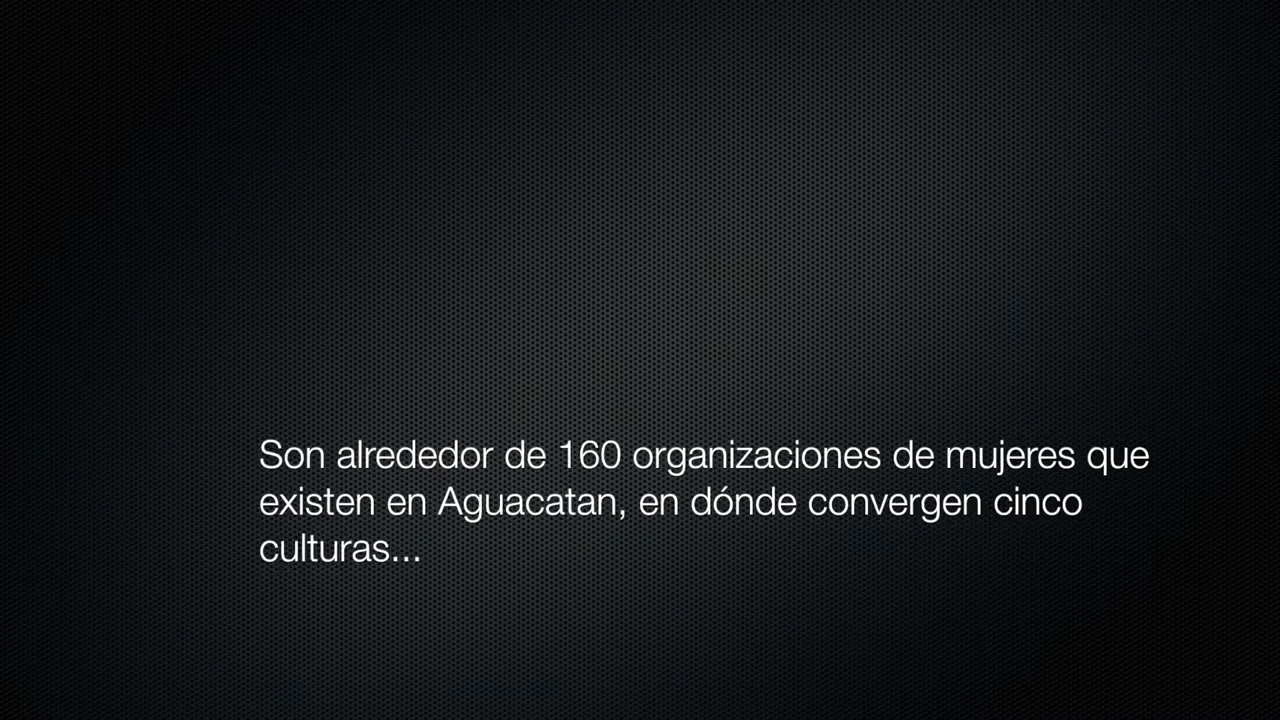 Son alrededor de 160 organizaciones de mujeres que
existen en Aguacatan, en dónde convergen cinco
culturas...